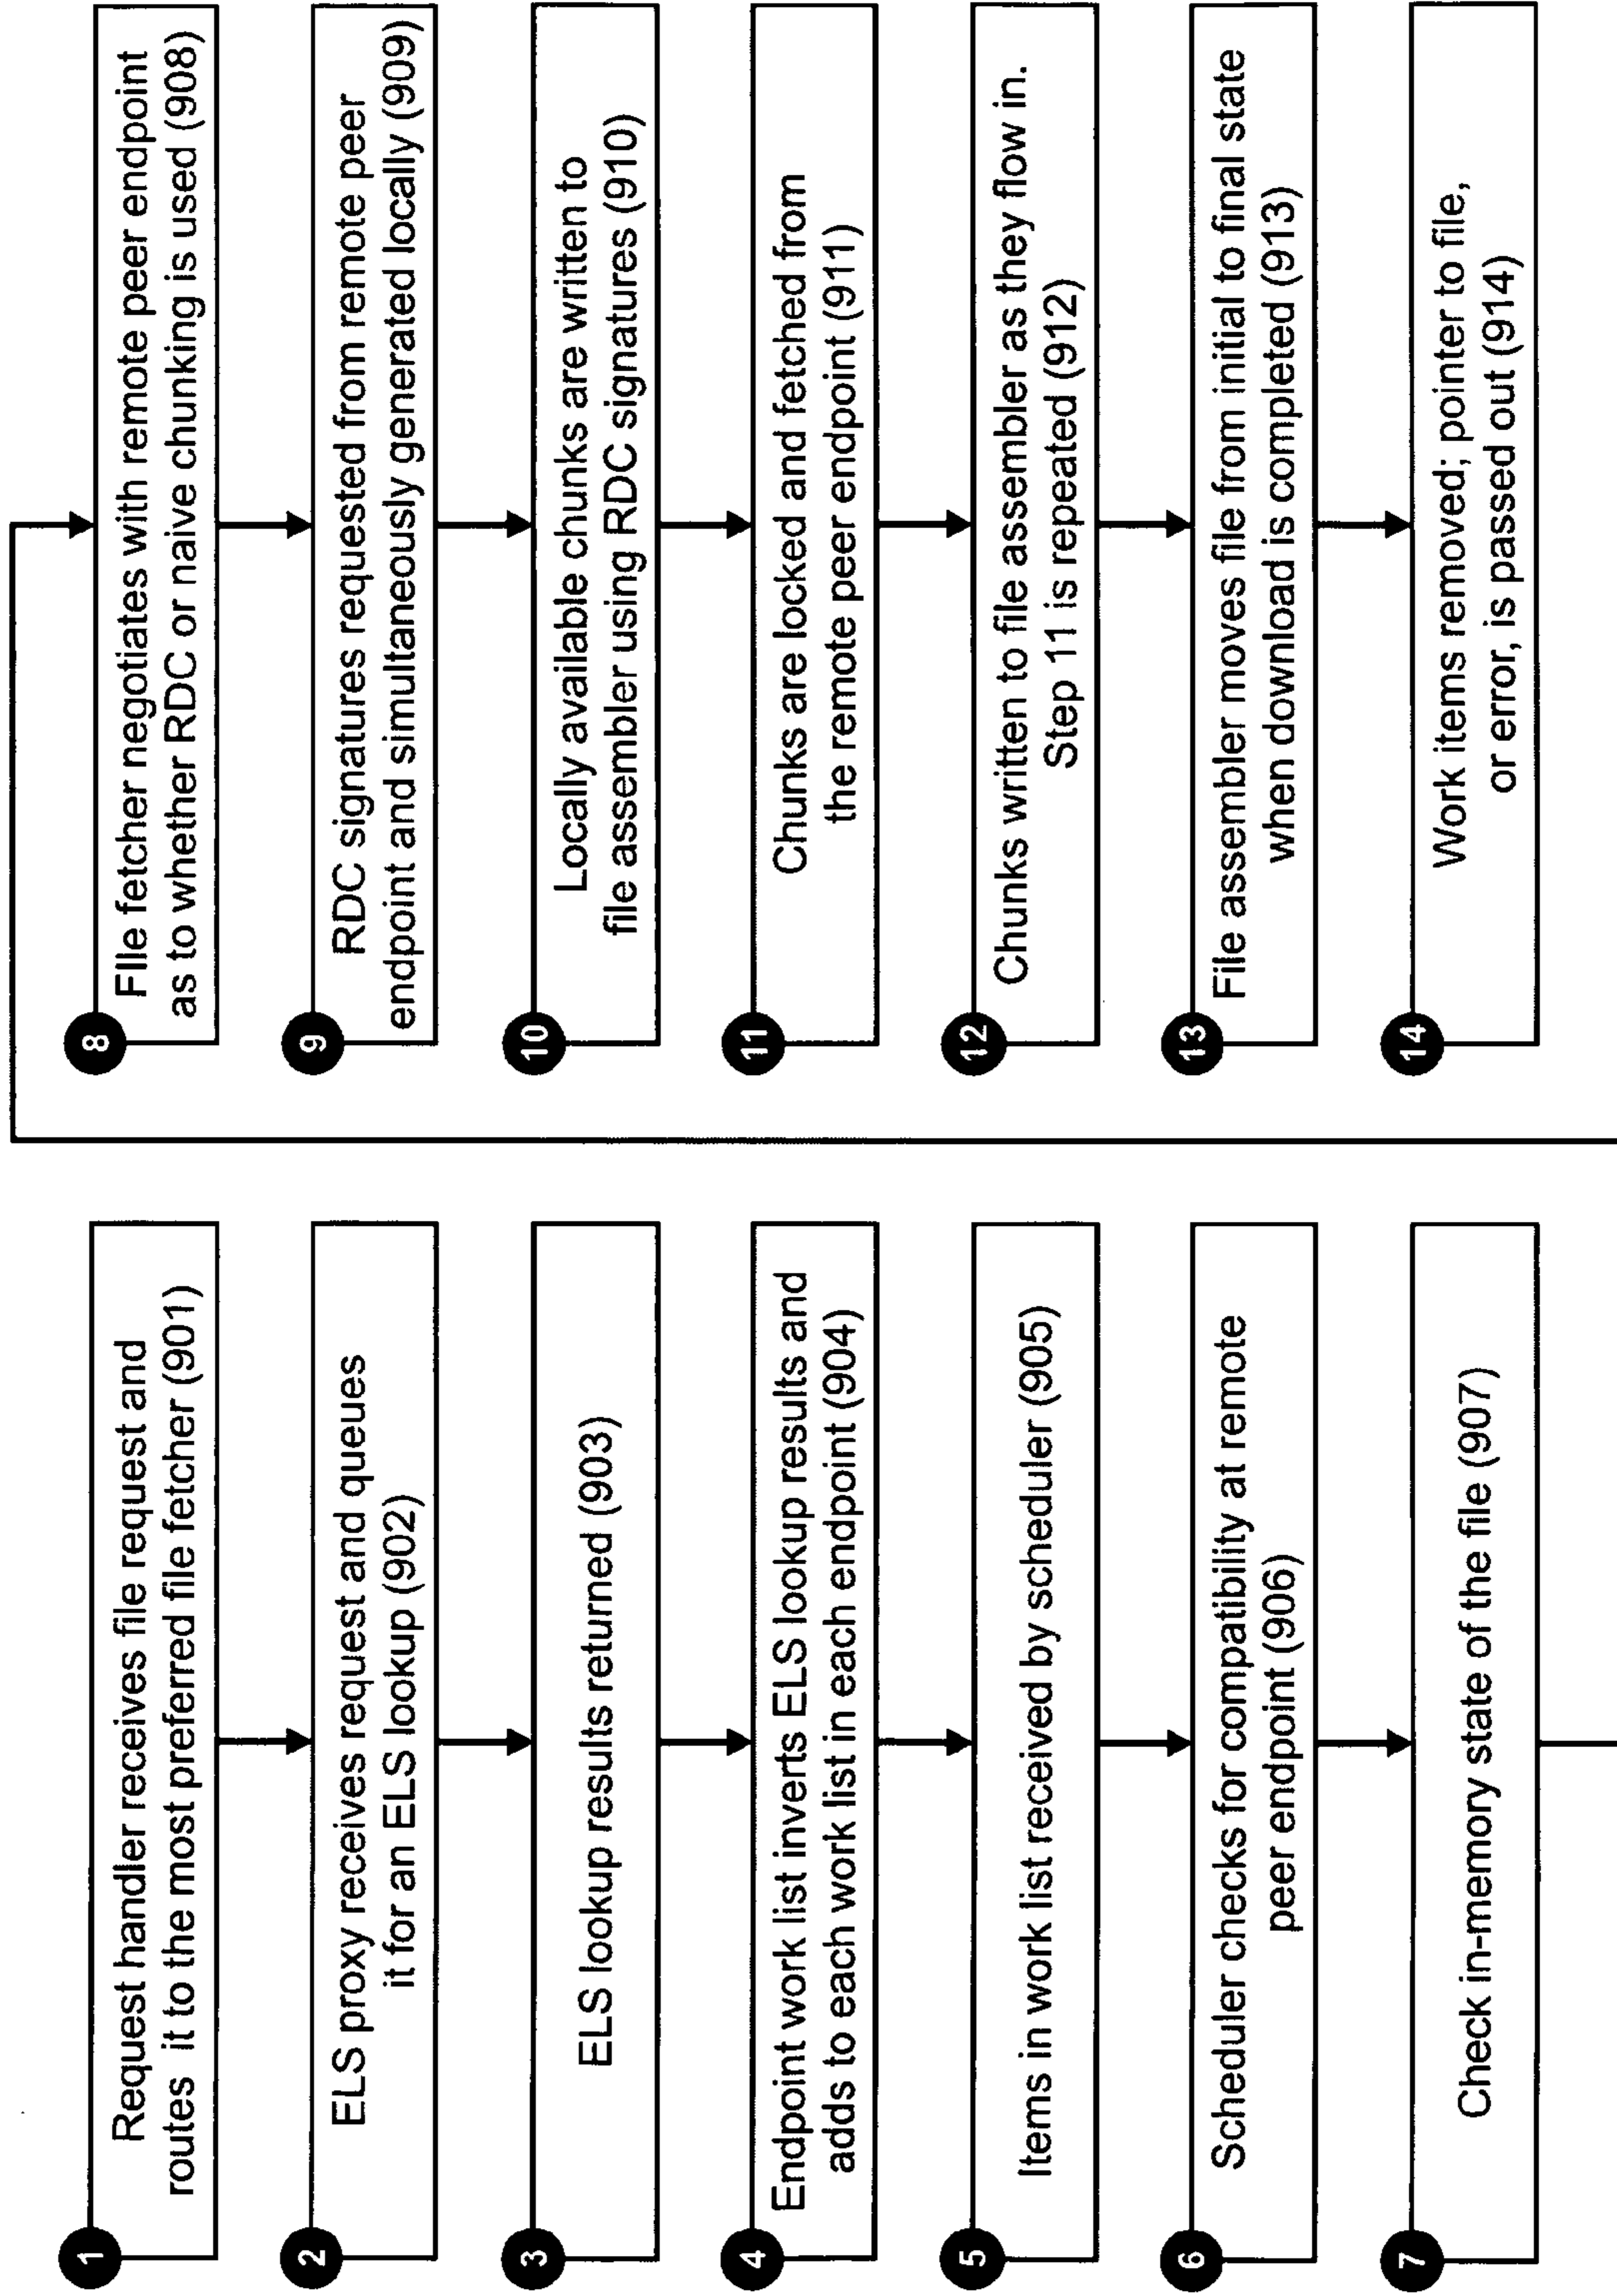 1
Request handler receives file request and
routes it to the most preferred file fetcher (901)
2
ELS proxy receives request and queues
it for an ELS lookup (902)
3
ELS lookup results returned (903)
4
Endpoint work list inverts ELS lookup results and
adds to each work list in each endpoint (904)
5
Items in work list received by scheduler (905)
6
Scheduler checks for compatibility at remote
peer endpoint (906)
7
Check in-memory state of the file (907)
8
File fetcher negotiates with remote peer endpoint
as to whether RDC or naive chunking is used (908)
9
RDC signatures requested from remote peer
endpoint and simultaneously generated locally (909)
10
Locally available chunks are written to
file assembler using RDC signatures (910)
11
Chunks are locked and fetched from
the remote peer endpoint (911)
12
Chunks written to file assembler as they flow in.
Step 11 is repeated (912)
13
File assembler moves file from initial to final state
when download is completed (913)
14
Work items removed; pointer to file,
or error, is passed out (914)